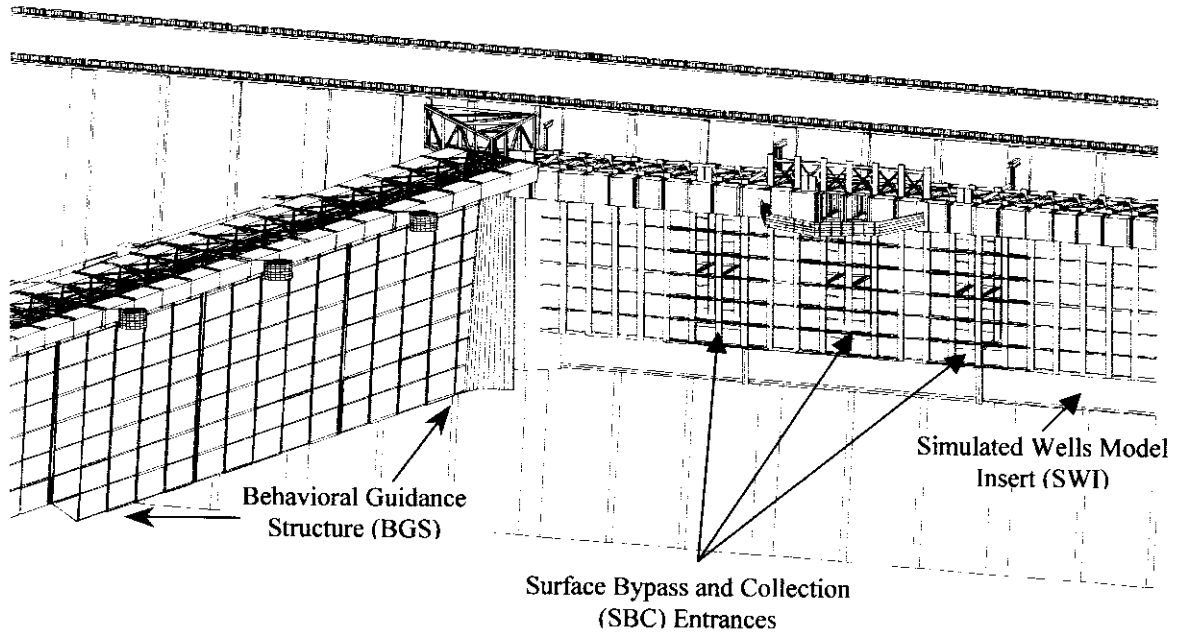 Simulated Wells Model
Insert (SWI)
Behavioral Guidance
Structure (BGS)
Surface Bypass and Collection
(SBC) Entrances